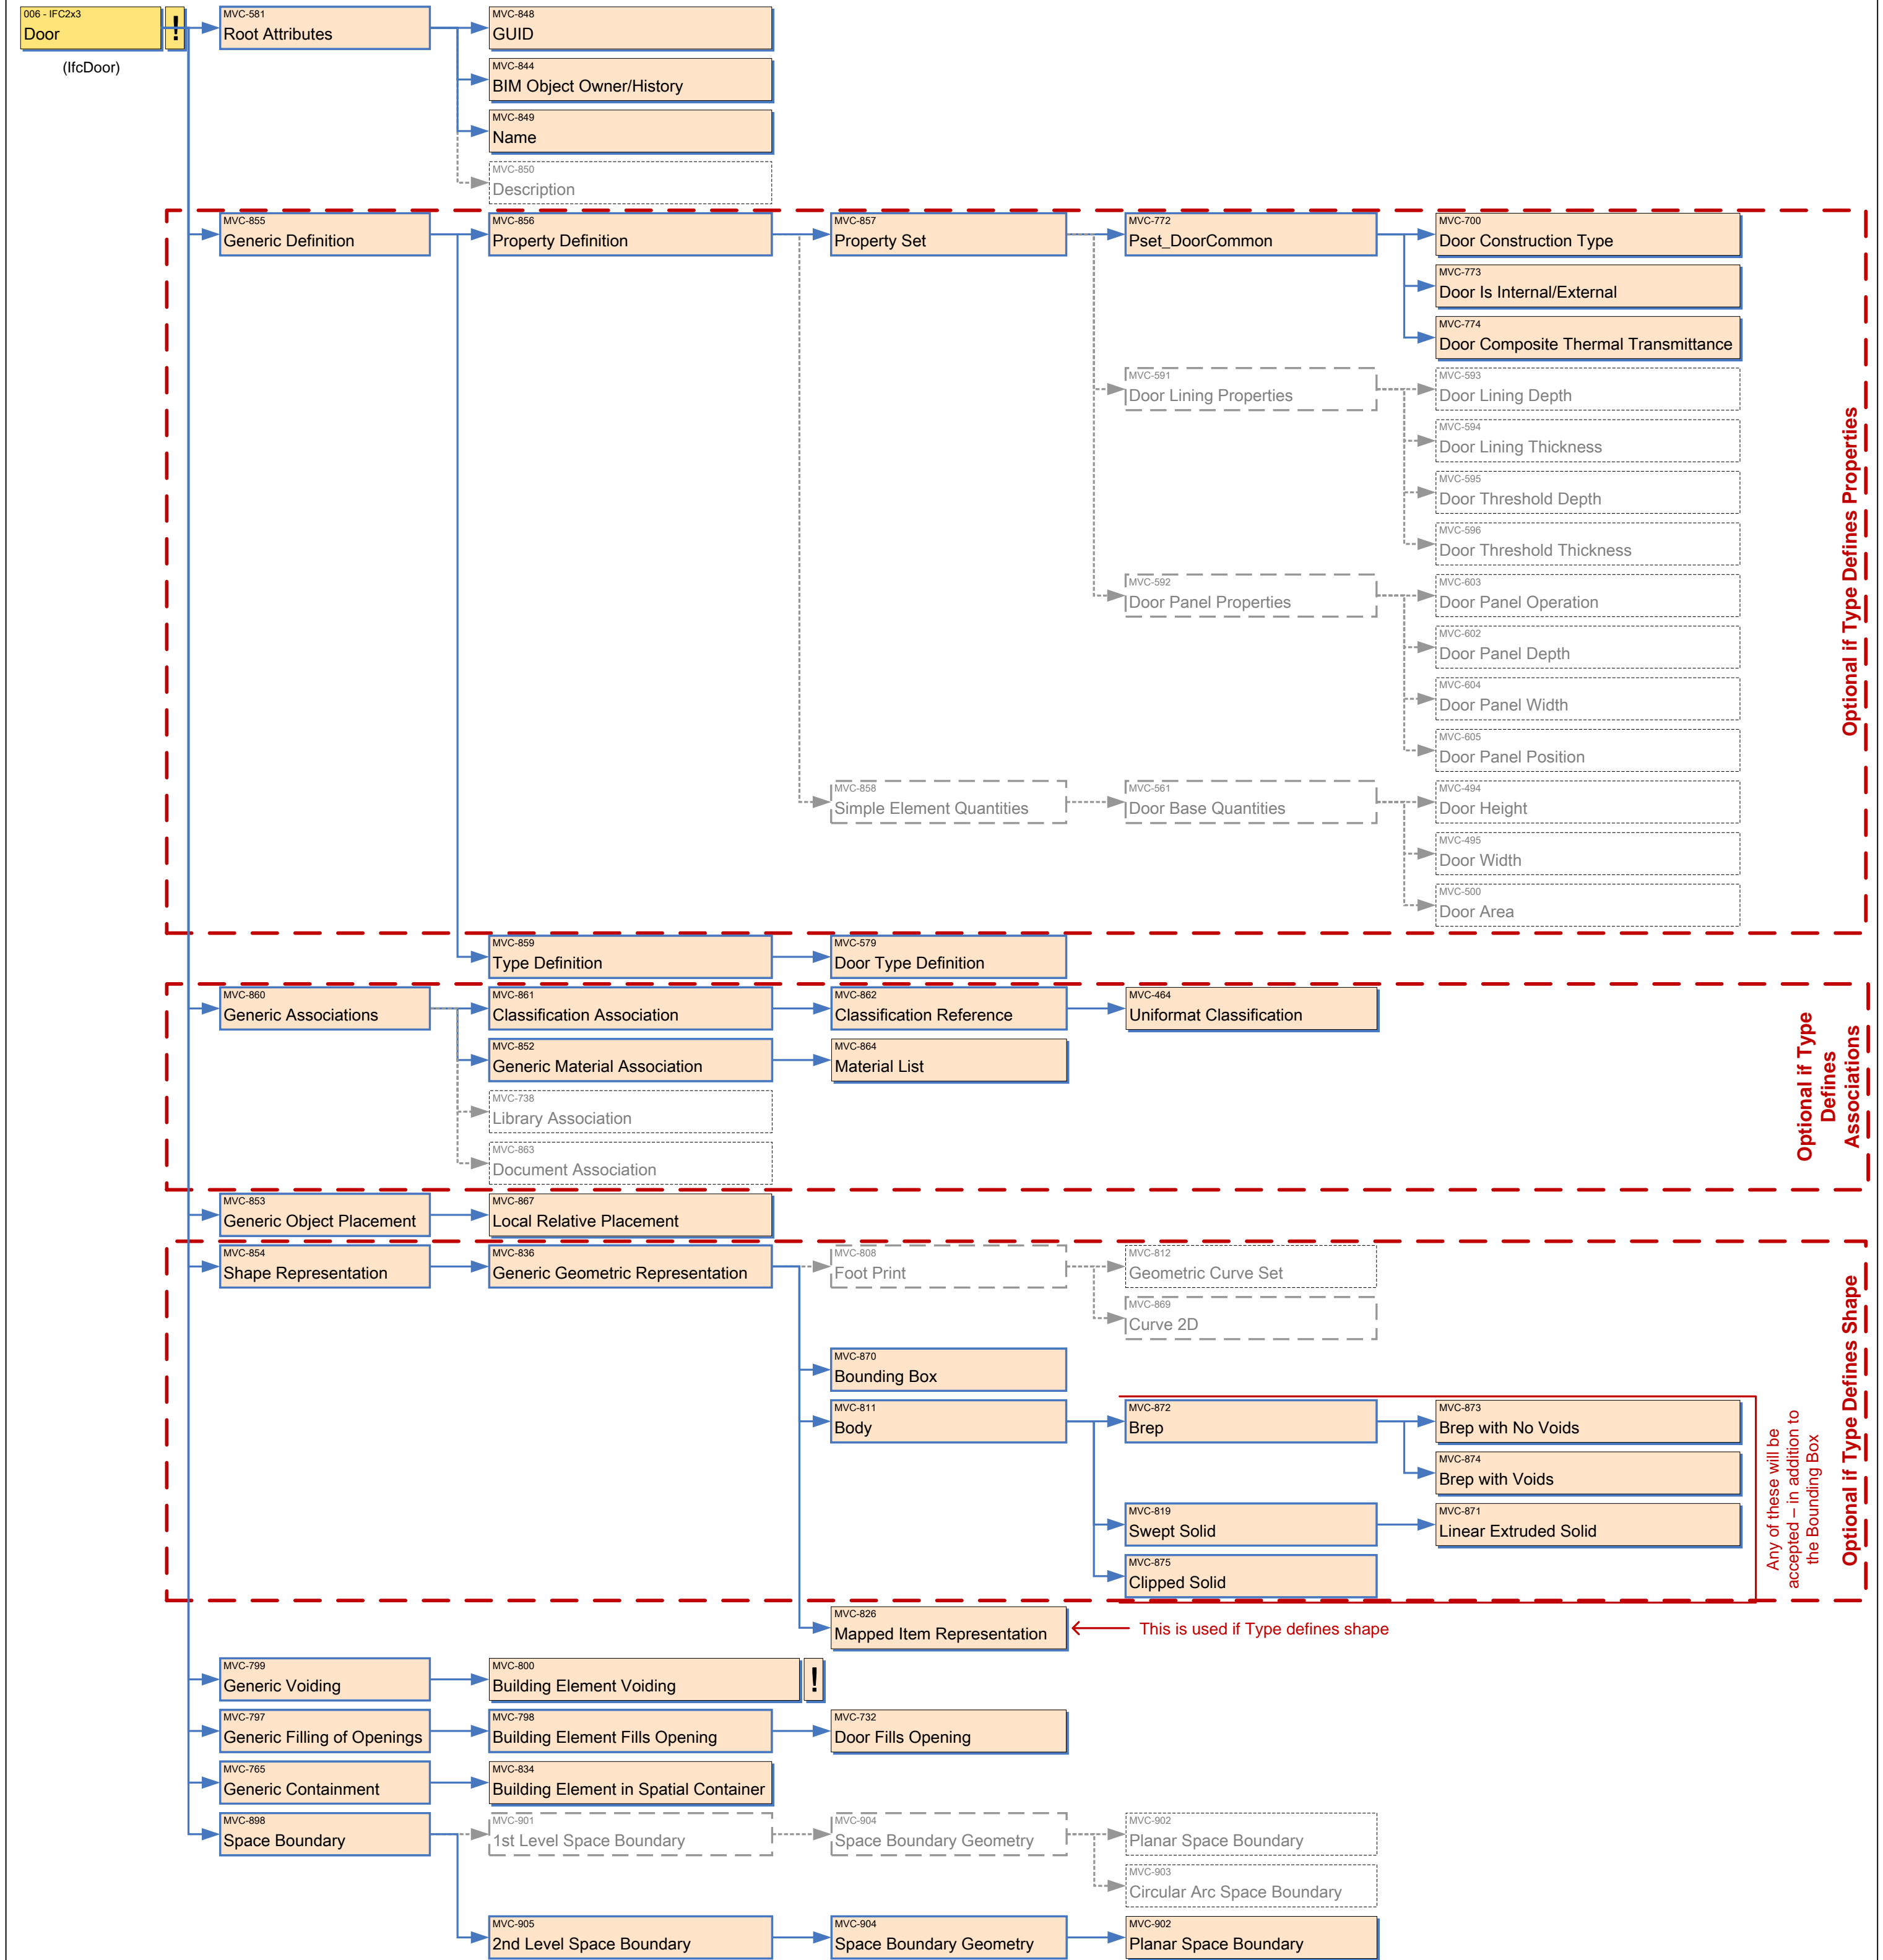 006 - IFC2x3
Door
!
(IfcDoor)
MVC-581
Root Attributes
MVC-848
GUID
MVC-844
BIM Object Owner/History
MVC-849
Name
MVC-850
Description
MVC-855
Generic Definition
MVC-856
Property Definition
MVC-857
Property Set
MVC-772
Pset_DoorCommon
MVC-700
Door Construction Type
MVC-773
Door Is Internal/External
MVC-774
Door Composite Thermal Transmittance
MVC-591
Door Lining Properties
MVC-593
Door Lining Depth
MVC-594
Door Lining Thickness
MVC-595
Door Threshold Depth
MVC-596
Door Threshold Thickness
MVC-592
Door Panel Properties
MVC-603
Door Panel Operation
MVC-602
Door Panel Depth
MVC-604
Door Panel Width
MVC-605
Door Panel Position
MVC-858
Simple Element Quantities
MVC-561
Door Base Quantities
MVC-494
Door Height
MVC-495
Door Width
MVC-500
Door Area
Optional if Type Defines Properties
MVC-859
Type Definition
MVC-579
Door Type Definition
MVC-860
Generic Associations
MVC-861
Classification Association
MVC-862
Classification Reference
MVC-464
Uniformat Classification
MVC-852
Generic Material Association
MVC-864
Material List
MVC-738
Library Association
MVC-863
Document Association
Optional if Type
Defines
Associations
MVC-853
Generic Object Placement
MVC-867
Local Relative Placement
MVC-854
Shape Representation
MVC-836
Generic Geometric Representation
MVC-808
Foot Print
MVC-812
Geometric Curve Set
MVC-869
Curve 2D
MVC-870
Bounding Box
MVC-811
Body
MVC-872
Brep
MVC-873
Brep with No Voids
MVC-874
Brep with Voids
MVC-819
Swept Solid
MVC-871
Linear Extruded Solid
MVC-875
Clipped Solid
Any of these will be
accepted – in addition to
the Bounding Box
Optional if Type Defines Shape
MVC-826
Mapped Item Representation
This is used if Type defines shape
MVC-799
Generic Voiding
MVC-800
Building Element Voiding
!
MVC-797
Generic Filling of Openings
MVC-798
Building Element Fills Opening
MVC-732
Door Fills Opening
MVC-765
Generic Containment
MVC-834
Building Element in Spatial Container
MVC-898
Space Boundary
MVC-901
1st Level Space Boundary
MVC-904
Space Boundary Geometry
MVC-902
Planar Space Boundary
MVC-903
Circular Arc Space Boundary
MVC-905
2nd Level Space Boundary
MVC-904
Space Boundary Geometry
MVC-902
Planar Space Boundary